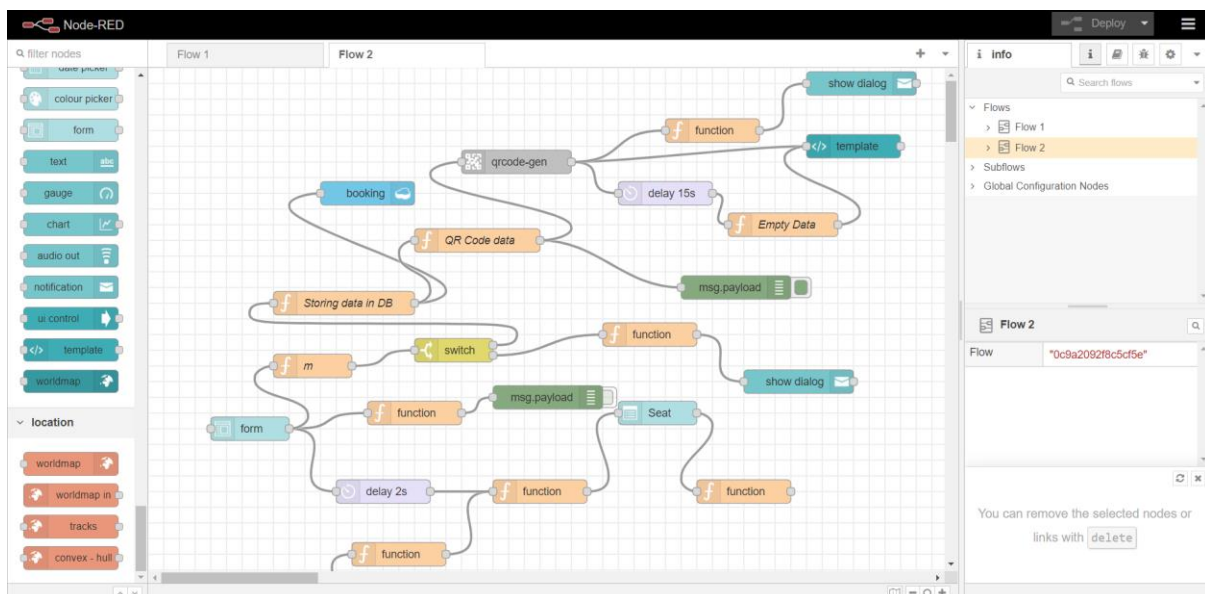 Node-RED
Deploy
filter nodes
date picker
colour picker
form
text
abc
gauge
chart
audio out
notification
ui control
</> template
worldmap
location
worldmap
worldmap in
tracks
convex - hull
Flow 1
Flow 2
show dialog
f function
</> template
qrcode-gen
booking
delay 15s
f Empty Data
f QR Code data
msg.payload
f Storing data in DB
f function
switch
f m
show dialog
msg.payload
f function
Seat
form
delay 2s
f function
f function
f function
i info
i
Search flows
Flows
Flow 1
Flow 2
Subflows
Global Configuration Nodes
Flow 2
Flow
"0c9a2092f8c5cf5e"
You can remove the selected nodes or
links with delete